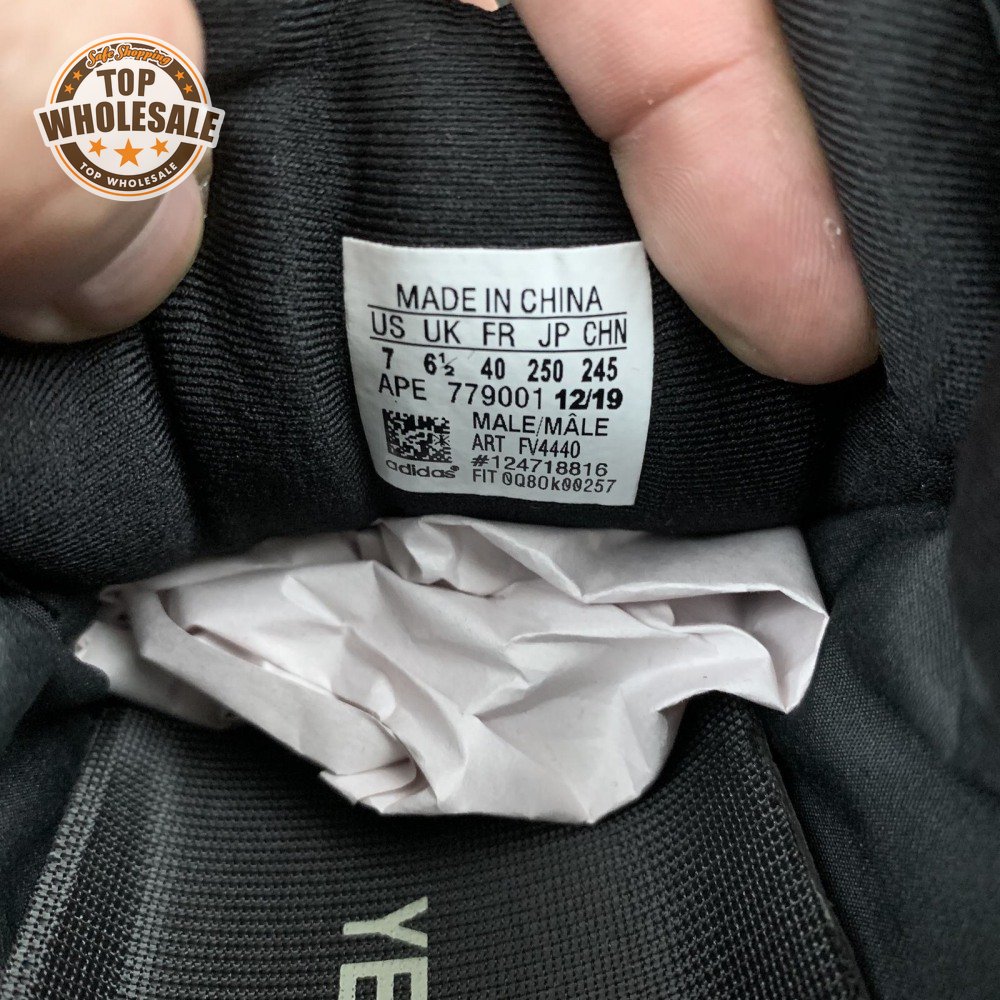 Safe Shopping
TOP
WHOLESALE
TOP WHOLESALE
MADE IN CHINA
US UK FR JP CHN
7 6½ 40 250 245
APE 779001 12/19
MALE/MÂLE
ART FV4440
#124718816
adidas®
FIT 0Q80k00257
YE